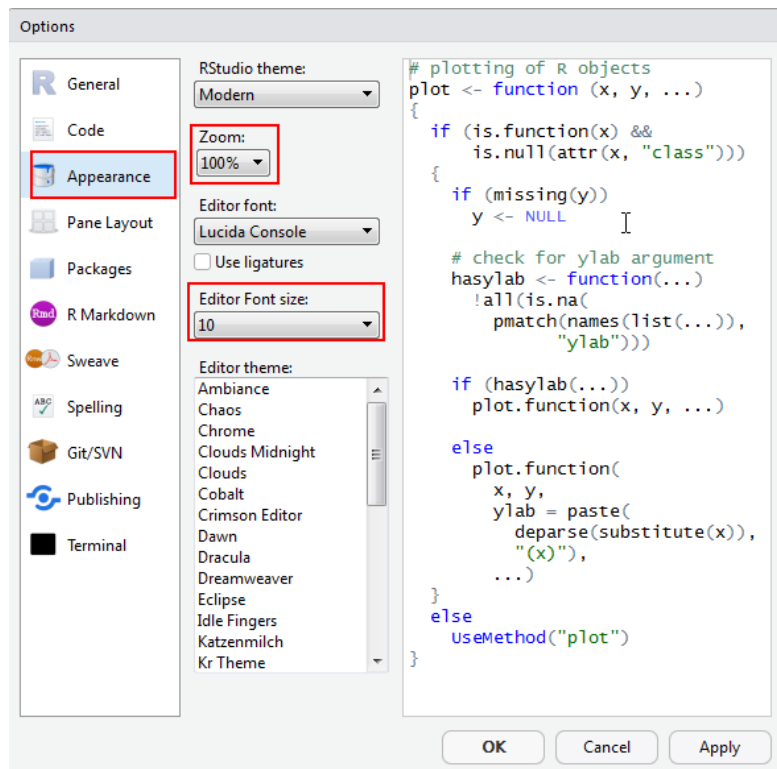 Options
General
Code
Appearance
Pane Layout
Packages
Rmd
R Markdown
Sweave
ABC
Spelling
Git/SVN
Publishing
Terminal
RStudio theme:
Modern
Zoom:
100%
Editor font:
Lucida Console
Use ligatures
Editor Font size:
10
Editor theme:
Ambiance
Chaos
Chrome
Clouds Midnight
Clouds
Cobalt
Crimson Editor
Dawn
Dracula
Dreamweaver
Eclipse
Idle Fingers
Katzenmilch
Kr Theme
# plotting of R objects
plot <- function (x, y, ...)
{
  if (is.function(x) &&
      is.null(attr(x, "class")))
  {
    if (missing(y))
      y <- NULL

    # check for ylab argument
    hasylab <- function(...)
      !all(is.na(
        pmatch(names(list(...)),
              "ylab")))

    if (hasylab(...))
      plot.function(x, y, ...)

    else
      plot.function(
        x, y,
        ylab = paste(
          deparse(substitute(x)),
          "(x)"),
        ...)
  }
  else
    UseMethod("plot")
}
OK
Cancel
Apply